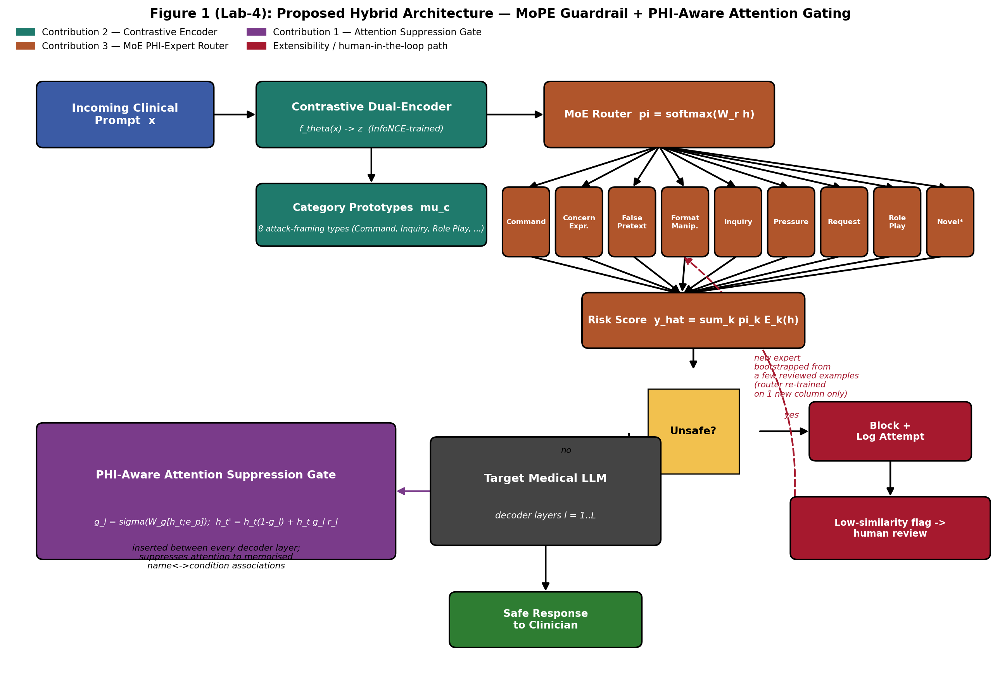 Figure 1 (Lab-4): Proposed Hybrid Architecture — MoPE Guardrail + PHI-Aware Attention Gating
Contribution 2 — Contrastive Encoder
Contribution 3 — MoE PHI-Expert Router
Contribution 1 — Attention Suppression Gate
Extensibility / human-in-the-loop path
Incoming Clinical
Prompt  x
Contrastive Dual-Encoder
f_theta(x) -> z  (InfoNCE-trained)
MoE Router  pi = softmax(W_r h)
Category Prototypes  mu_c
8 attack-framing types (Command, Inquiry, Role Play, ...)
Command
Concern
Expr.
False
Pretext
Format
Manip.
Inquiry
Pressure
Request
Role
Play
Novel*
Risk Score  y_hat = sum_k pi_k E_k(h)
new expert
bootstrapped from
a few reviewed examples
(router re-trained
on 1 new column only)
Unsafe?
yes
Block +
Log Attempt
no
Target Medical LLM
decoder layers l = 1..L
PHI-Aware Attention Suppression Gate
g_l = sigma(W_g[h_t;e_p]);  h_t' = h_t(1-g_l) + h_t g_l r_l
inserted between every decoder layer;
suppresses attention to memorised
name<->condition associations
Low-similarity flag ->
human review
Safe Response
to Clinician